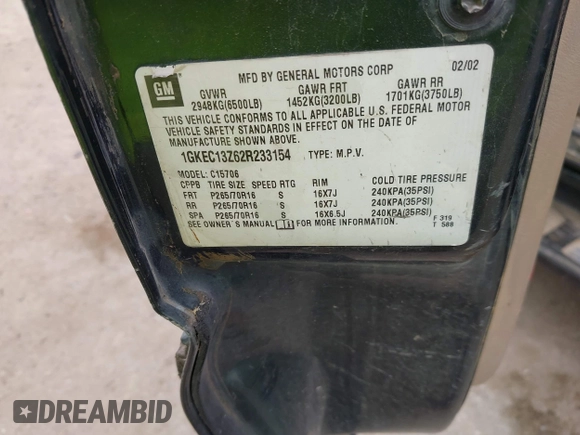 GM
MFD BY GENERAL MOTORS CORP 02/02
GVWR GAWR FRT GAWR RR
2948KG(6500LB) 1452KG(3200LB) 1701KG(3750LB)
THIS VEHICLE CONFORMS TO ALL APPLICABLE U.S. FEDERAL MOTOR
VEHICLE SAFETY STANDARDS IN EFFECT ON THE DATE OF
MANUFACTURE SHOWN ABOVE.
1GKEC13Z62R233154 TYPE: M.P.V.
MODEL: C15706
CPPB TIRE SIZE SPEED RTG RIM COLD TIRE PRESSURE
FRT P265/70R16 S 16X7J 240KPA(35PSI)
RR P265/70R16 S 16X7J 240KPA(35PSI)
SPA P265/70R16 S 16X6.5J 240KPA(35PSI)
SEE OWNER'S MANUAL FOR MORE INFORMATION. F 319
T 588
DREAMBID